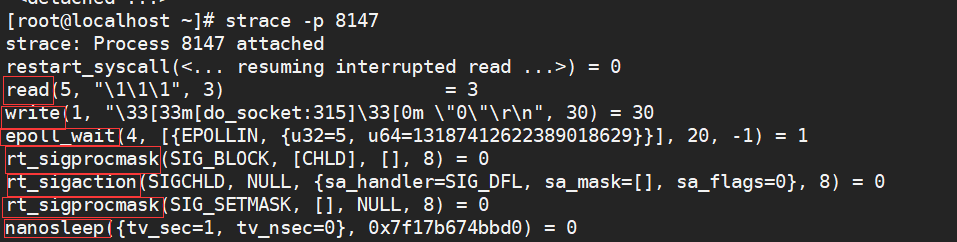 <detached ...>
[root@localhost ~]# strace -p 8147
strace: Process 8147 attached
restart_syscall(<... resuming interrupted read ...>) = 0
read(5, "\1\1\1", 3)                    = 3
write(1, "\33[33m[do_socket:315]\33[0m \"0\"\r\n", 30) = 30
epoll_wait(4, [{EPOLLIN, {u32=5, u64=13187412622389018629}}], 20, -1) = 1
rt_sigprocmask(SIG_BLOCK, [CHLD], [], 8) = 0
rt_sigaction(SIGCHLD, NULL, {sa_handler=SIG_DFL, sa_mask=[], sa_flags=0}, 8) = 0
rt_sigprocmask(SIG_SETMASK, [], NULL, 8) = 0
nanosleep({tv_sec=1, tv_nsec=0}, 0x7f17b674bbd0) = 0